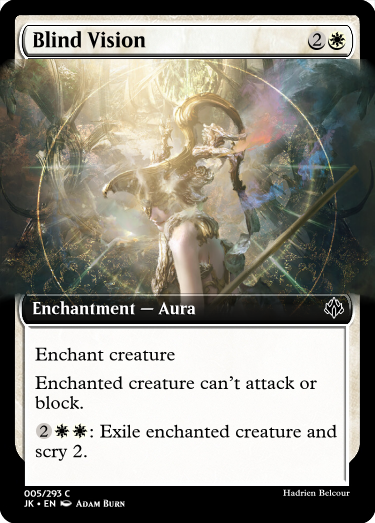 Blind Vision 2
Enchantment — Aura
Enchant creature
Enchanted creature can't attack or
block.
2: Exile enchanted creature and
scry 2.
005/293 C
JK • EN Adam Burn
Hadrien Belcour